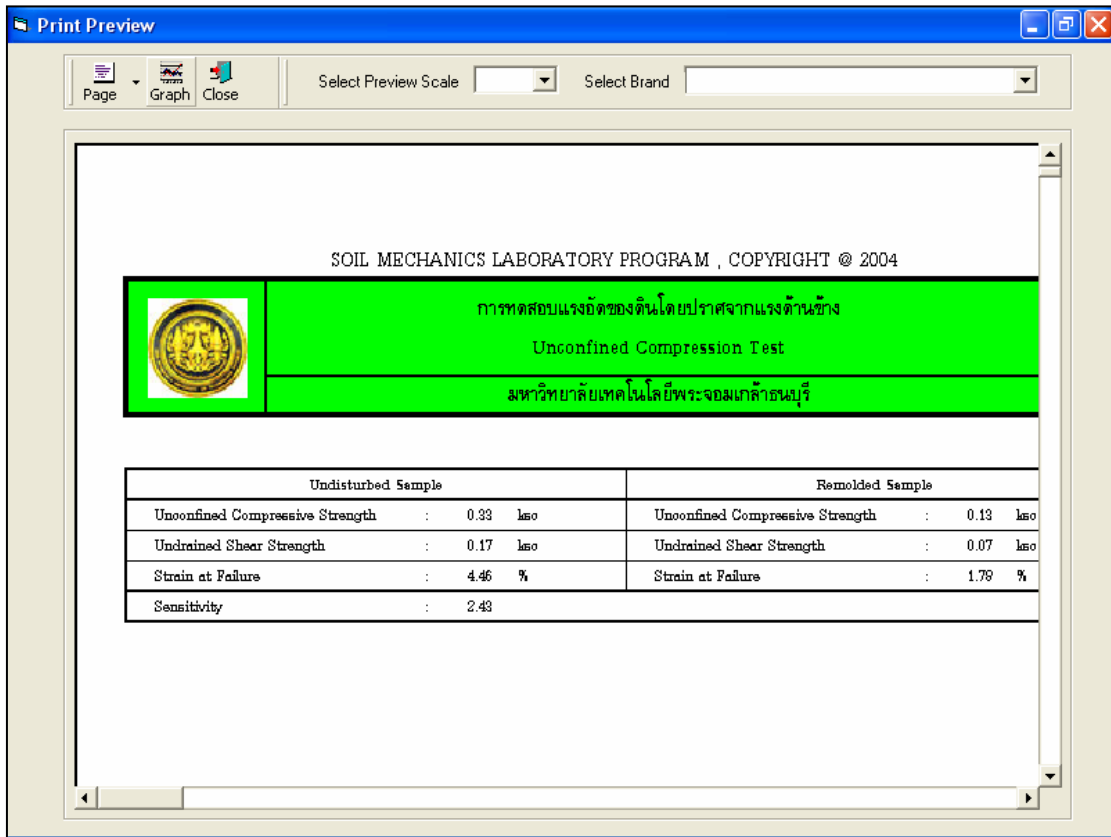 Print Preview
Page Graph Close Select Preview Scale Select Brand
SOIL MECHANICS LABORATORY PROGRAM , COPYRIGHT @ 2004
การทดสอบแรงอัดของดินโดยปราศจากแรงด้านข้าง
Unconfined Compression Test
มหาวิทยาลัยเทคโนโลยีพระจอมเกล้าธนบุรี
Undisturbed Sample Remolded Sample
Unconfined Compressive Strength : 0.33 ksc Unconfined Compressive Strength : 0.13 ksc
Undrained Shear Strength : 0.17 ksc Undrained Shear Strength : 0.07 ksc
Strain at Failure : 4.46 % Strain at Failure : 1.79 %
Sensitivity : 2.43